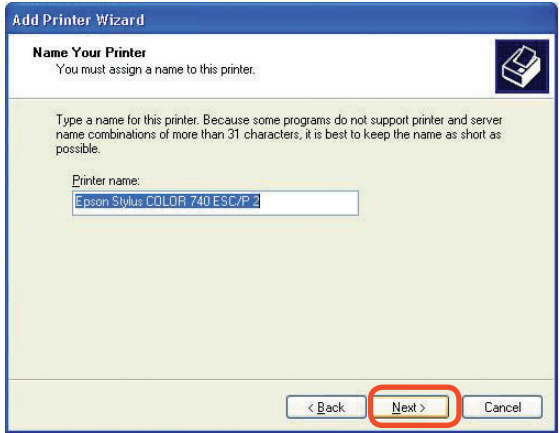 Add Printer Wizard
Name Your Printer
You must assign a name to this printer.
Type a name for this printer. Because some programs do not support printer and server
name combinations of more than 31 characters, it is best to keep the name as short as
possible.
Printer name:
Epson Stylus COLOR 740 ESC/P 2
< Back Next > Cancel